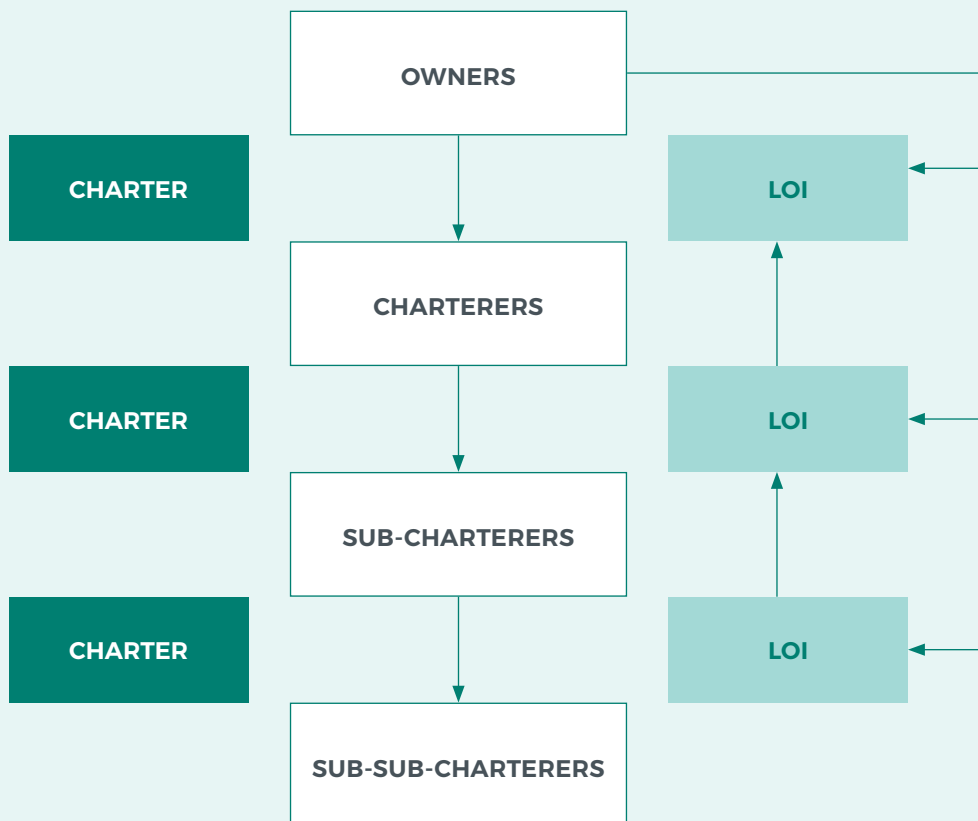 OWNERS
CHARTER
LOI
CHARTERERS
CHARTER
LOI
SUB-CHARTERERS
CHARTER
LOI
SUB-SUB-CHARTERERS